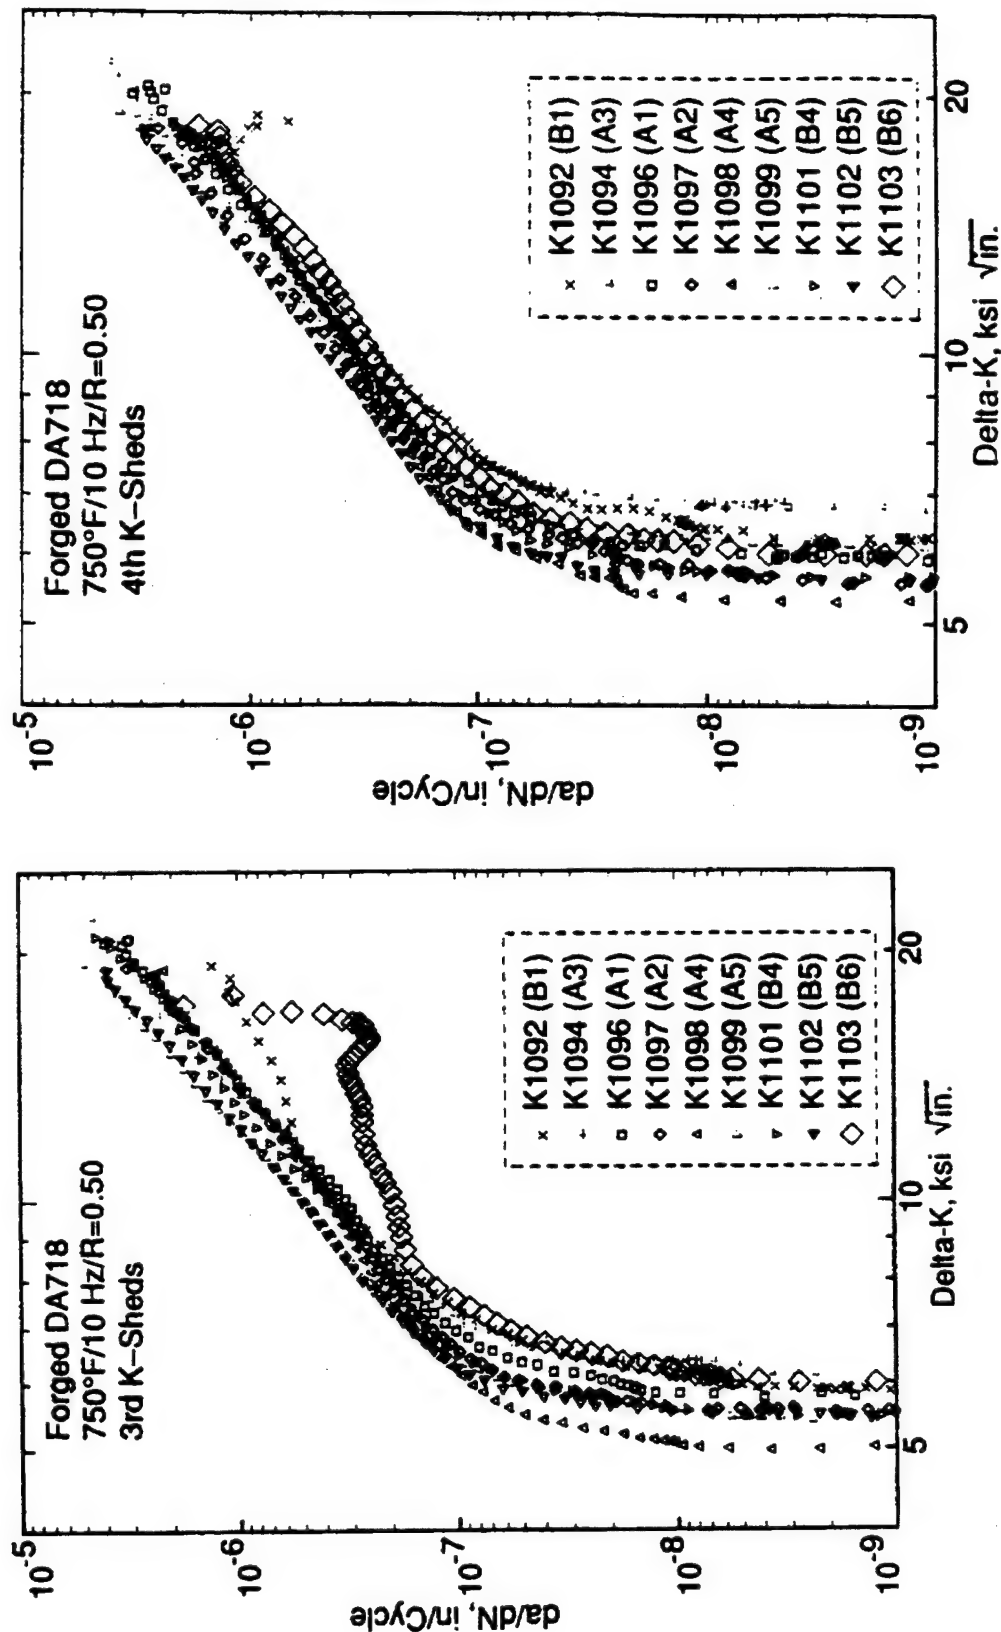 Forged DA718
750°F/10 Hz/R=0.50
3rd K-Sheds
10-5
10-6
10-7
10-8
10-9
da/dN, in/Cycle
5
10
20
Delta-K, ksi √in.
× K1092 (B1)
+ K1094 (A3)
□ K1096 (A1)
◇ K1097 (A2)
△ K1098 (A4)
K1099 (A5)
▽ K1101 (B4)
▼ K1102 (B5)
◇ K1103 (B6)
Forged DA718
750°F/10 Hz/R=0.50
4th K-Sheds
10-5
10-6
10-7
10-8
10-9
da/dN, in/Cycle
5
10
20
Delta-K, ksi √in.
× K1092 (B1)
+ K1094 (A3)
□ K1096 (A1)
◇ K1097 (A2)
△ K1098 (A4)
K1099 (A5)
▽ K1101 (B4)
▲ K1102 (B5)
◇ K1103 (B6)